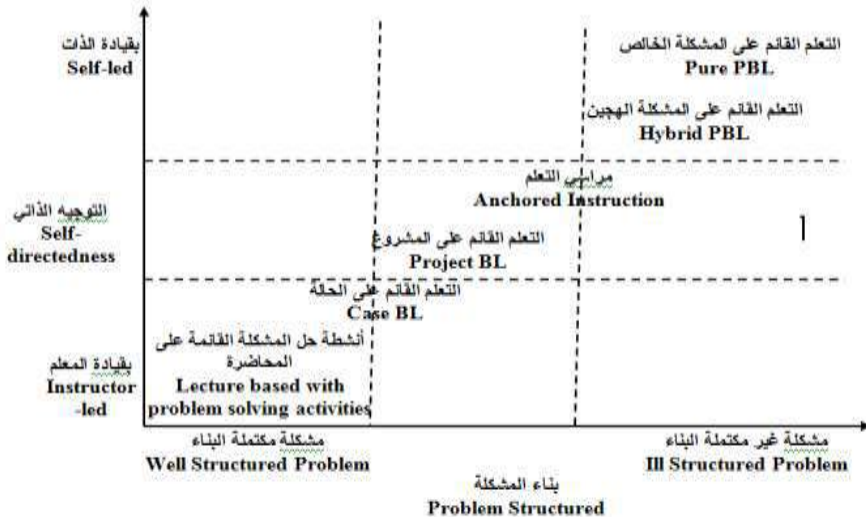 بقيادة الذات
Self-led
التعلم القائم على المشكلة الخالص
Pure PBL
التعلم القائم على المشكلة الهجين
Hybrid PBL
مراسي التعلم
Anchored Instruction
التوجيه الذاتي
Self-
directedness
التعلم القائم على المشروع
Project BL
التعلم القائم على الحالة
Case BL
أنشطة حل المشكلة القائمة على
المحاضرة
Lecture based with
problem solving activities
بقيادة المعلم
Instructor
-led
مشكلة مكتملة البناء
Well Structured Problem
مشكلة غير مكتملة البناء
Ill Structured Problem
بناء المشكلة
Problem Structured